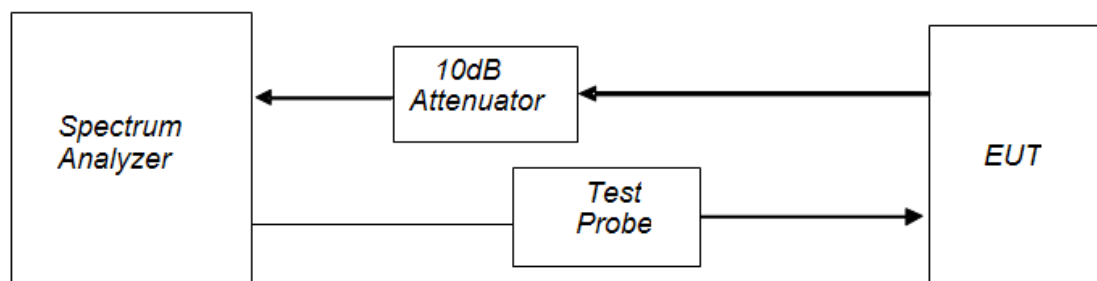 10dB
Attenuator
Spectrum
Analyzer
EUT
Test
Probe